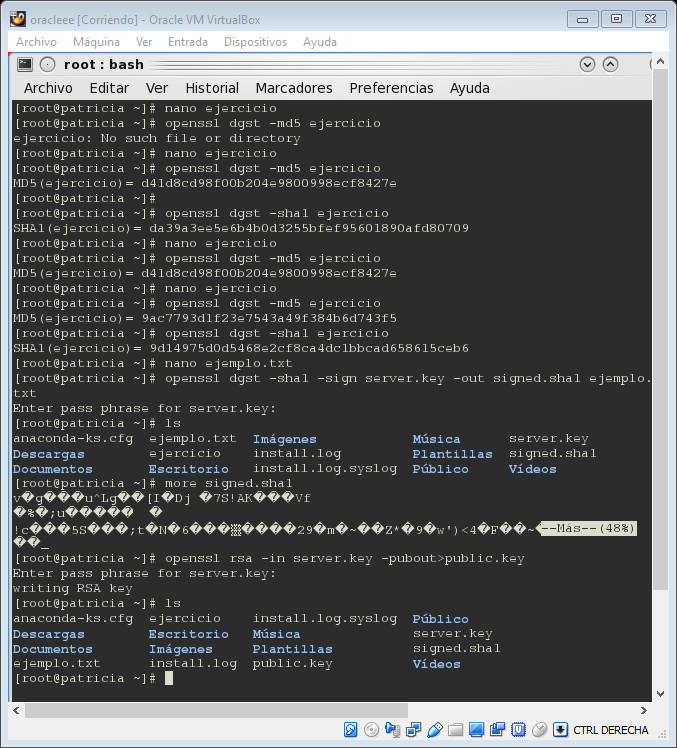 oracleee [Corriendo] - Oracle VM VirtualBox
Archivo Máquina Ver Entrada Dispositivos Ayuda
root : bash
Archivo Editar Ver Historial Marcadores Preferencias Ayuda
[root@patricia ~]# nano ejercicio
[root@patricia ~]# openssl dgst -md5 ejercicio
ejercicio: No such file or directory
[root@patricia ~]# nano ejercicio
[root@patricia ~]# openssl dgst -md5 ejercicio
MD5(ejercicio)= d41d8cd98f00b204e9800998ecf8427e
[root@patricia ~]#
[root@patricia ~]# openssl dgst -sha1 ejercicio
SHA1(ejercicio)= da39a3ee5e6b4b0d3255bfef95601890afd80709
[root@patricia ~]# nano ejercicio
[root@patricia ~]# openssl dgst -md5 ejercicio
MD5(ejercicio)= d41d8cd98f00b204e9800998ecf8427e
[root@patricia ~]# nano ejercicio
[root@patricia ~]# openssl dgst -md5 ejercicio
MD5(ejercicio)= 9ac7793d1f23e7543a49f384b6d743f5
[root@patricia ~]# openssl dgst -sha1 ejercicio
SHA1(ejercicio)= 9d14975d0d5468e2cf8ca4dc1bbcad658615ceb6
[root@patricia ~]# nano ejemplo.txt
[root@patricia ~]# openssl dgst -sha1 -sign server.key -out signed.sha1 ejemplo.
txt
Enter pass phrase for server.key:
[root@patricia ~]# ls
anaconda-ks.cfg ejemplo.txt Imágenes Música server.key
Descargas ejercicio install.log Plantillas signed.sha1
Documentos Escritorio install.log.syslog Público Vídeos
[root@patricia ~]# more signed.sha1
v�g���u^Lg��[I�Dj �7S!AK���Vf
�%�;u����� �
!c���5S���;t�N�6���▒����29�m�~��Z*�9�w')<4�F��~�--Más--(48%)
��_
[root@patricia ~]# openssl rsa -in server.key -pubout>public.key
Enter pass phrase for server.key:
writing RSA key
[root@patricia ~]# ls
anaconda-ks.cfg ejercicio install.log.syslog Público
Descargas Escritorio Música server.key
Documentos Imágenes Plantillas signed.sha1
ejemplo.txt install.log public.key Vídeos
[root@patricia ~]#
CTRL DERECHA